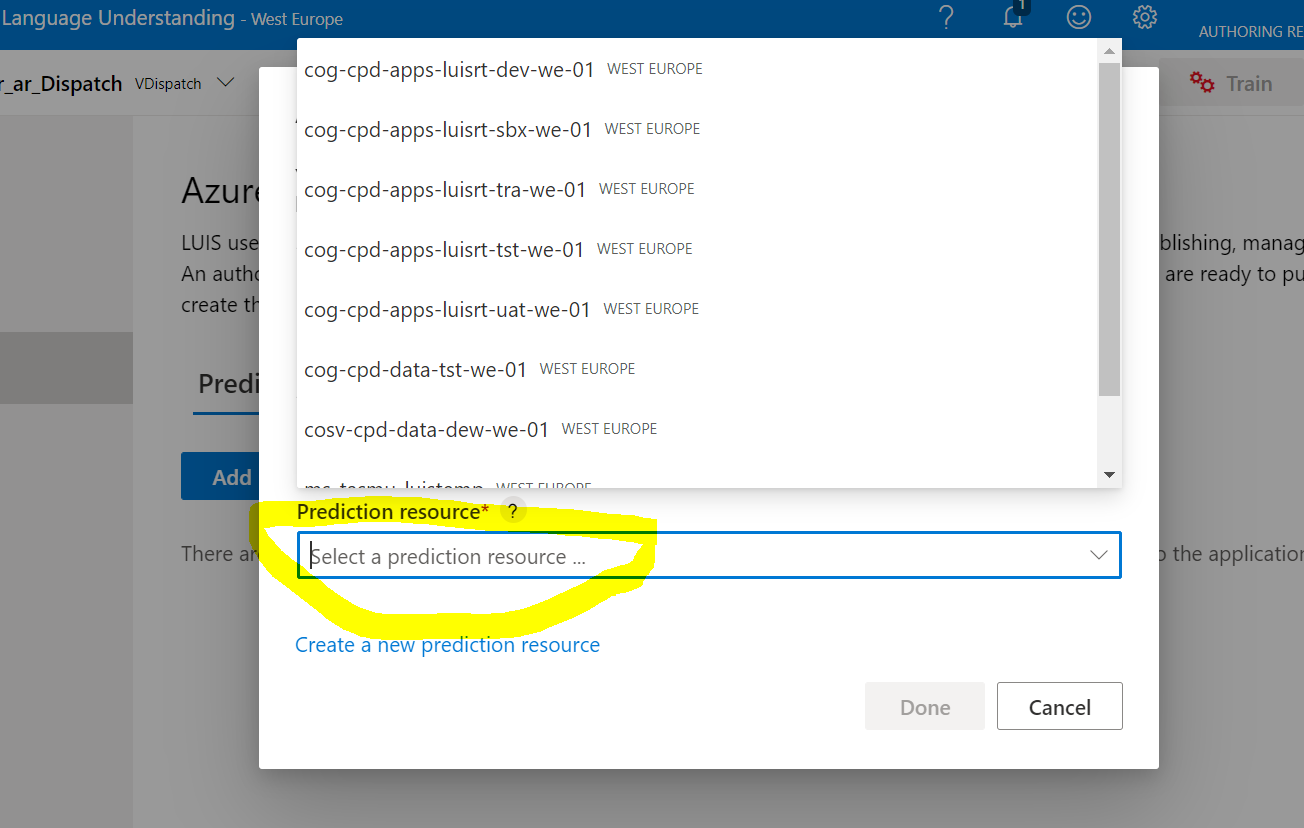 Language Understanding - West Europe
1
AUTHORING RE
r_ar_Dispatch VDispatch
Train
cog-cpd-apps-luisrt-dev-we-01 WEST EUROPE
cog-cpd-apps-luisrt-sbx-we-01 WEST EUROPE
cog-cpd-apps-luisrt-tra-we-01 WEST EUROPE
cog-cpd-apps-luisrt-tst-we-01 WEST EUROPE
cog-cpd-apps-luisrt-uat-we-01 WEST EUROPE
cog-cpd-data-tst-we-01 WEST EUROPE
cosv-cpd-data-dew-we-01 WEST EUROPE
WEST EUROPE
Azure
LUIS use
blishing, manag
An autho
are ready to pu
create th
Predi
Add
There are
o the application
Prediction resource* ?
Select a prediction resource ...
Create a new prediction resource
Done
Cancel